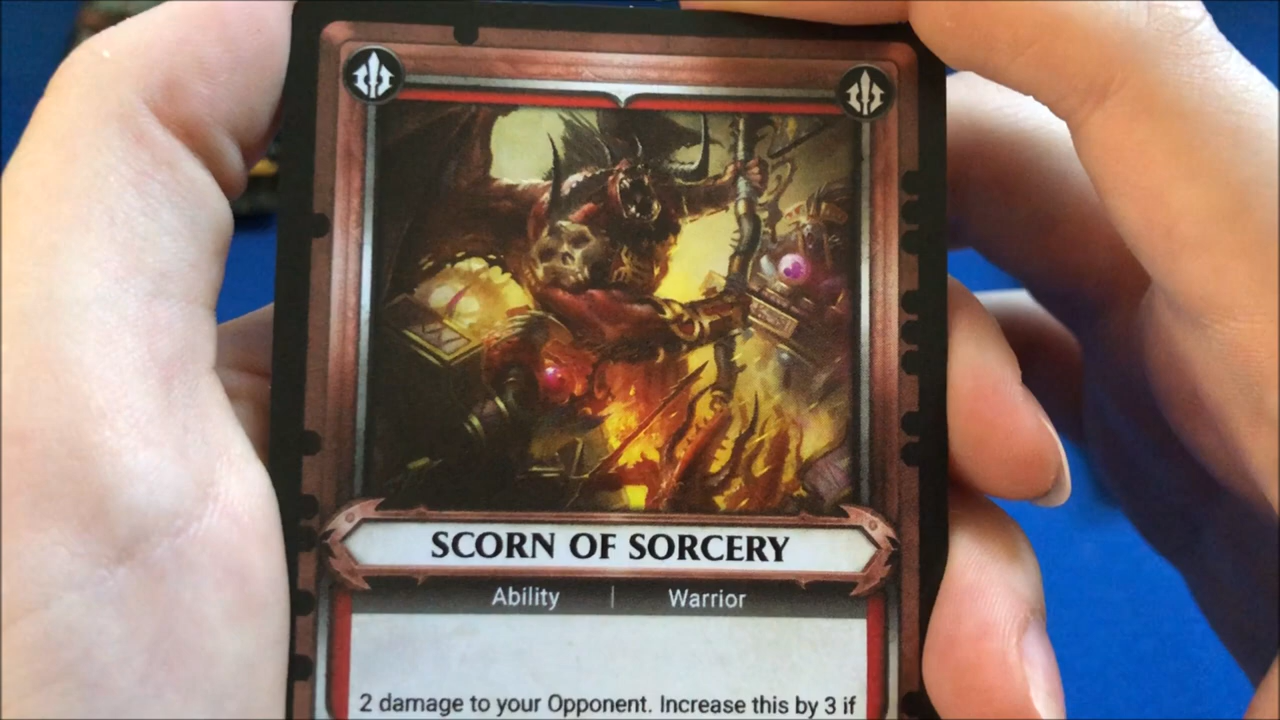 SCORN OF SORCERY
Ability | Warrior
2 damage to your Opponent. Increase this by 3 if